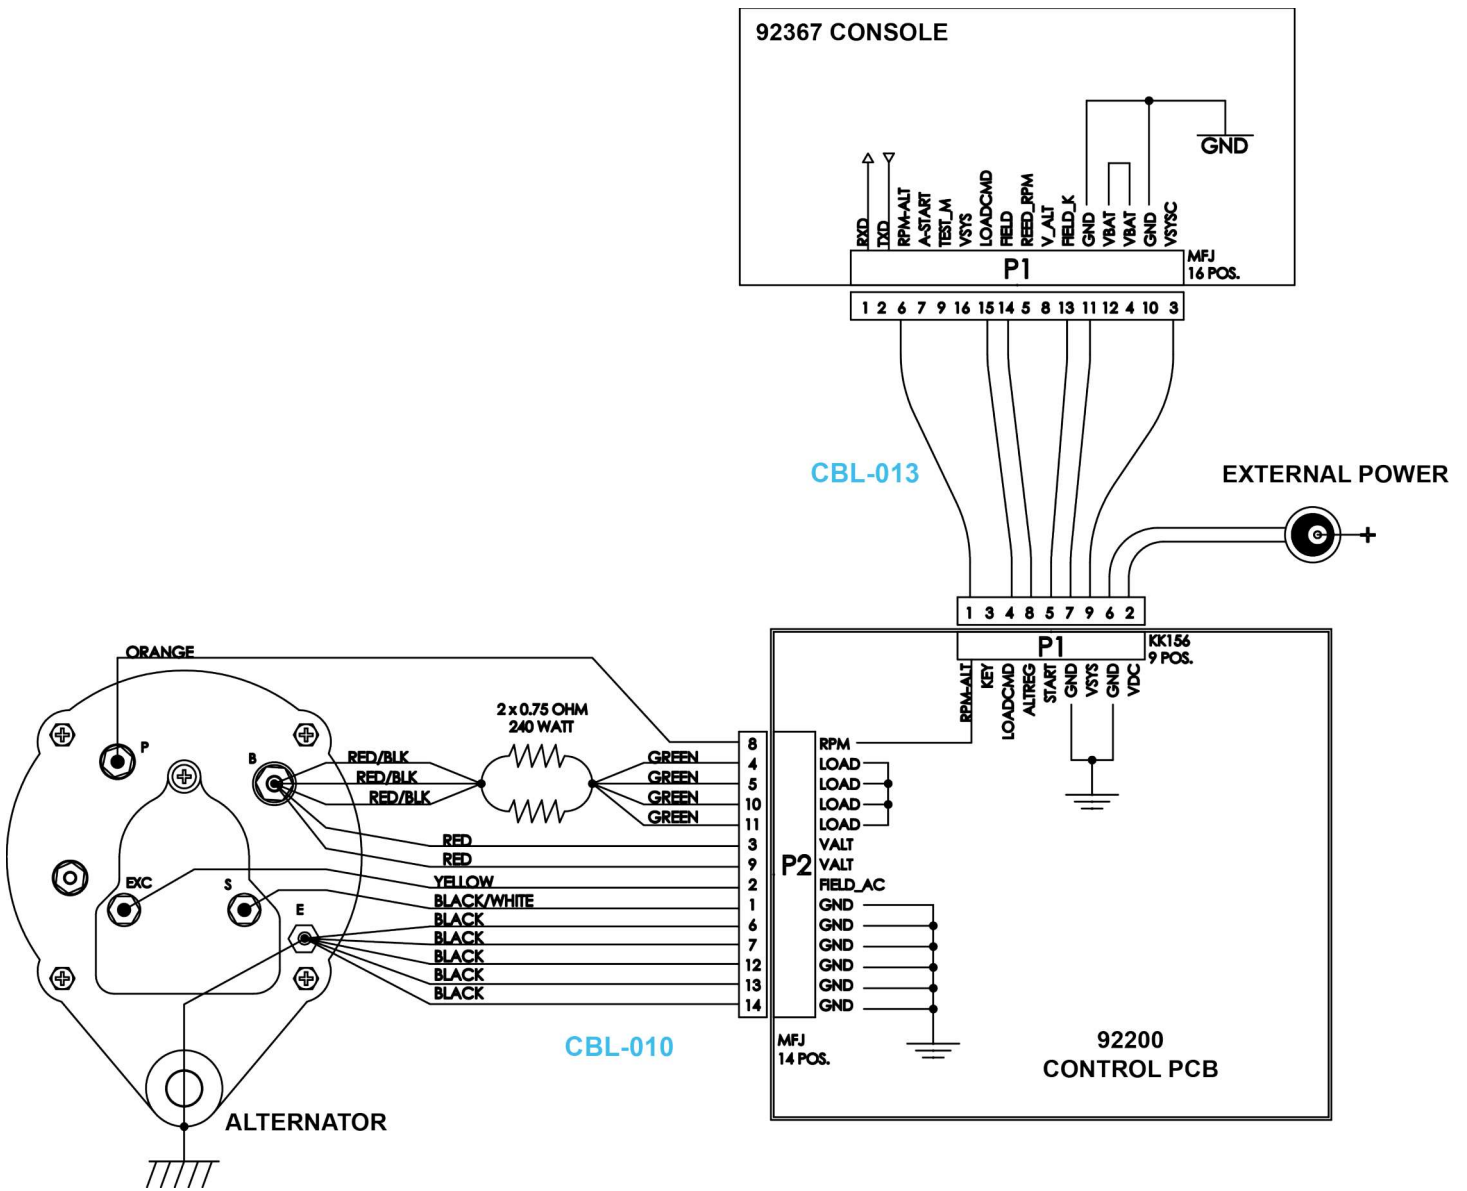 92367 CONSOLE
GND
RXD
TXD
RPM-ALT
A-START
TEST_M
VSYS
LOADCMD
FIELD
REED_RPM
V_ALT
FIELD_K
GND
VBAT
VBAT
GND
VSYSC
P1
MFJ
16 POS.
1 2 6 7 9 16 15 14 5 8 13 11 12 4 10 3
CBL-013
EXTERNAL POWER
+
1 3 4 8 5 7 9 6 2
P1
KK156
9 POS.
RPM-ALT
KEY
LOADCMD
ALTREG
START
GND
VSYS
GND
VDC
ORANGE
P
B
EXC
S
E
2 x 0.75 OHM
240 WATT
RED/BLK
RED/BLK
RED/BLK
GREEN
GREEN
GREEN
GREEN
RED
RED
YELLOW
BLACK/WHITE
BLACK
BLACK
BLACK
BLACK
BLACK
8
4
5
10
11
3
9
2
1
6
7
12
13
14
P2
RPM
LOAD
LOAD
LOAD
LOAD
VALT
VALT
FIELD_AC
GND
GND
GND
GND
GND
GND
MFJ
14 POS.
CBL-010
92200
CONTROL PCB
ALTERNATOR